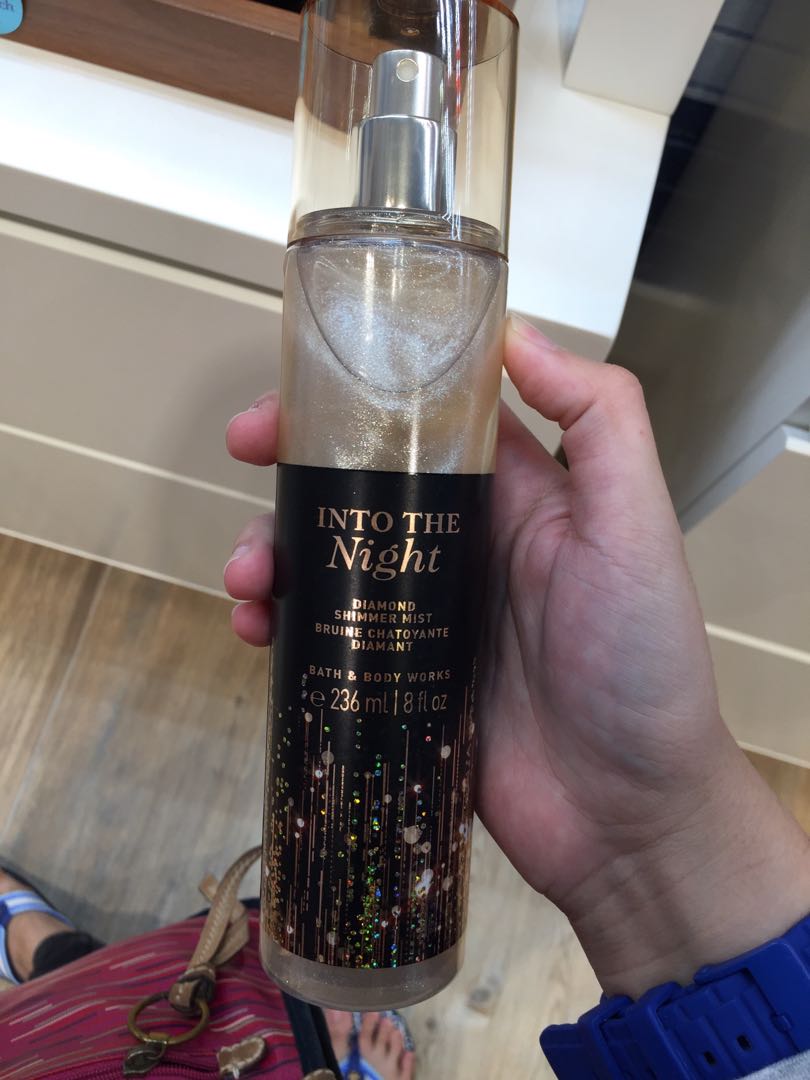 INTO THE
Night
DIAMOND
SHIMMER MIST
BRUINE CHATOYANTE
DIAMANT
BATH & BODY WORKS
℮ 236 ml | 8 fl oz